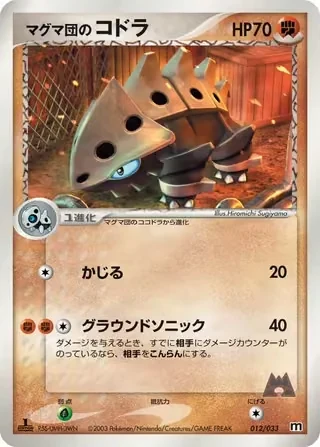 マグマ団のコドラ HP70
Illus.Hiromichi Sugiyama
1進化
マグマ団のココドラから進化
かじる 20
グラウンドソニック 40
ダメージを与えるとき、すでに相手にダメージカウンターが
のっているなら、相手をこんらんにする。
弱点 抵抗力 にげる
©2003 Pokémon/Nintendo/Creatures/GAME FREAK 012/033 m